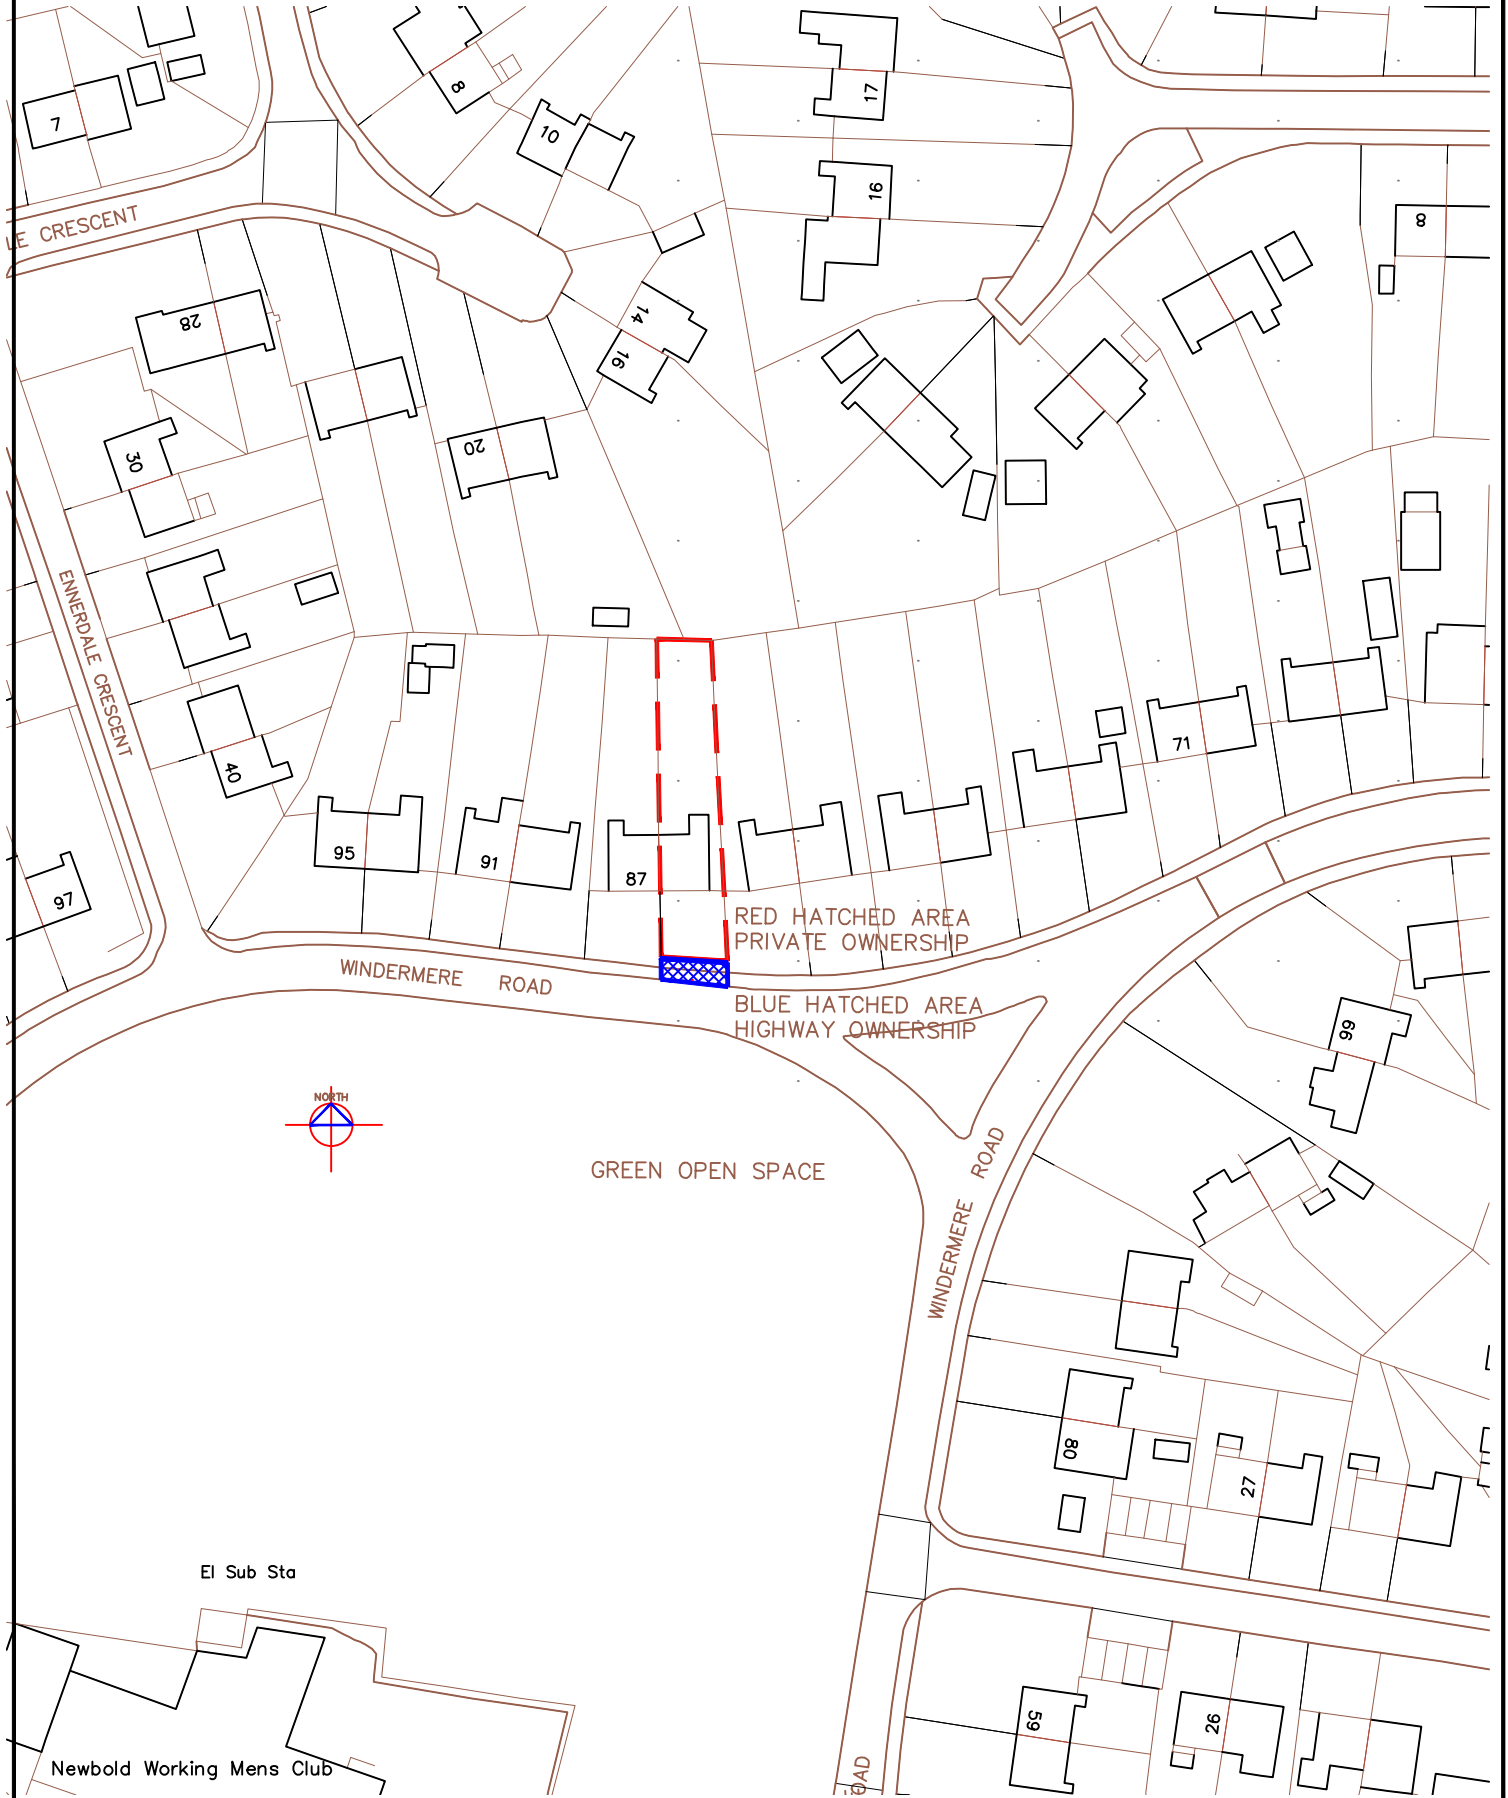 8
10
17
7
16
LE CRESCENT
8
14
28
16
20
30
ENNERDALE CRESCENT
71
40
95
91
87
97
RED HATCHED AREA
PRIVATE OWNERSHIP
WINDERMERE ROAD
BLUE HATCHED AREA
HIGHWAY OWNERSHIP
99
NORTH
GREEN OPEN SPACE
WINDERMERE ROAD
80
27
El Sub Sta
59
26
Newbold Working Mens Club
OAD